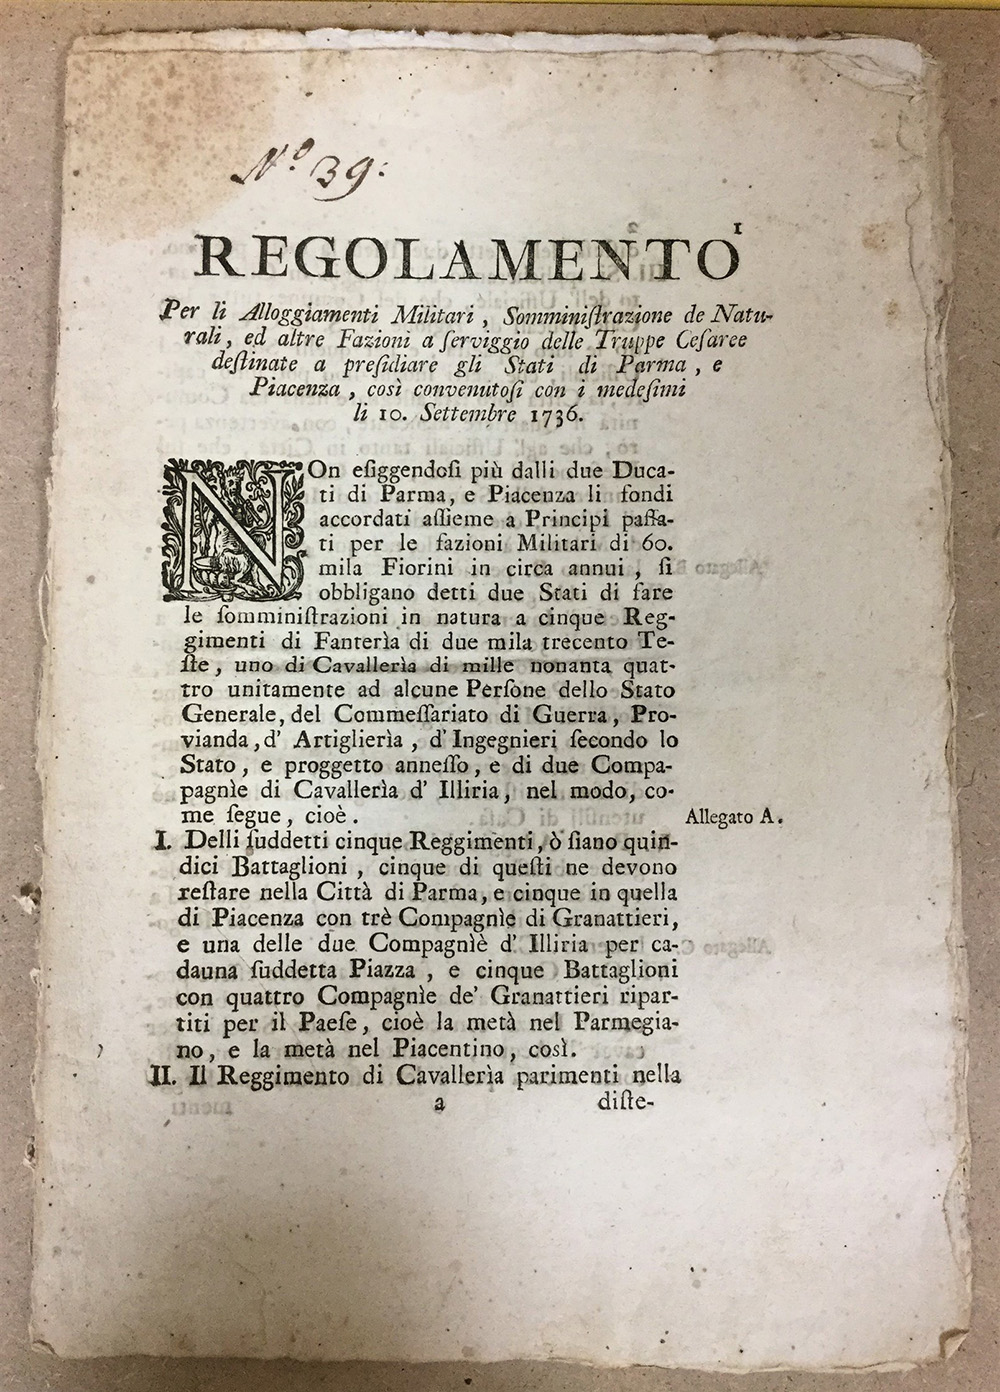 Nº 39:
1
REGOLAMENTO
Per li Alloggiamenti Militari, Somminiſtrazione de Natu-
rali, ed altre Fazioni a ſerviggio delle Truppe Ceſaree
deſtinate a preſidiare gli Stati di Parma, e
Piacenza, così convenutoſi con i medeſimi
li 10. Settembre 1736.
NOn eſiggendoſi più dalli due Duca-
ti di Parma, e Piacenza li fondi
accordati aſſieme a Principi paſſa-
ti per le fazioni Militari di 60.
mila Fiorini in circa annui, ſi
obbligano detti due Stati di fare
le ſomminiſtrazioni in natura a cinque Reg-
gimenti di Fanterìa di due mila trecento Te-
ſte, uno di Cavallerìa di mille nonanta quat-
tro unitamente ad alcune Perſone dello Stato
Generale, del Commeſſariato di Guerra, Pro-
vianda, d' Artiglierìa, d' Ingegnieri ſecondo lo
Stato, e proggetto anneſſo, e di due Compa-
pagnìe di Cavallerìa d' Illiria, nel modo, co-
me ſegue, cioè.
Allegato A.
I. Delli ſuddetti cinque Reggimenti, ò ſiano quin-
dici Battaglioni, cinque di queſti ne devono
reſtare nella Città di Parma, e cinque in quella
di Piacenza con trè Compagnìe di Granattieri,
e una delle due Compagnìè d' Illiria per ca-
dauna ſuddetta Piazza, e cinque Battaglioni
con quattro Compagnìe de' Granattieri ripar-
titi per il Paeſe, cioè la metà nel Parmegia-
no, e la metà nel Piacentino, così.
II. Il Reggimento di Cavallerìa parimenti nella
a diſte-